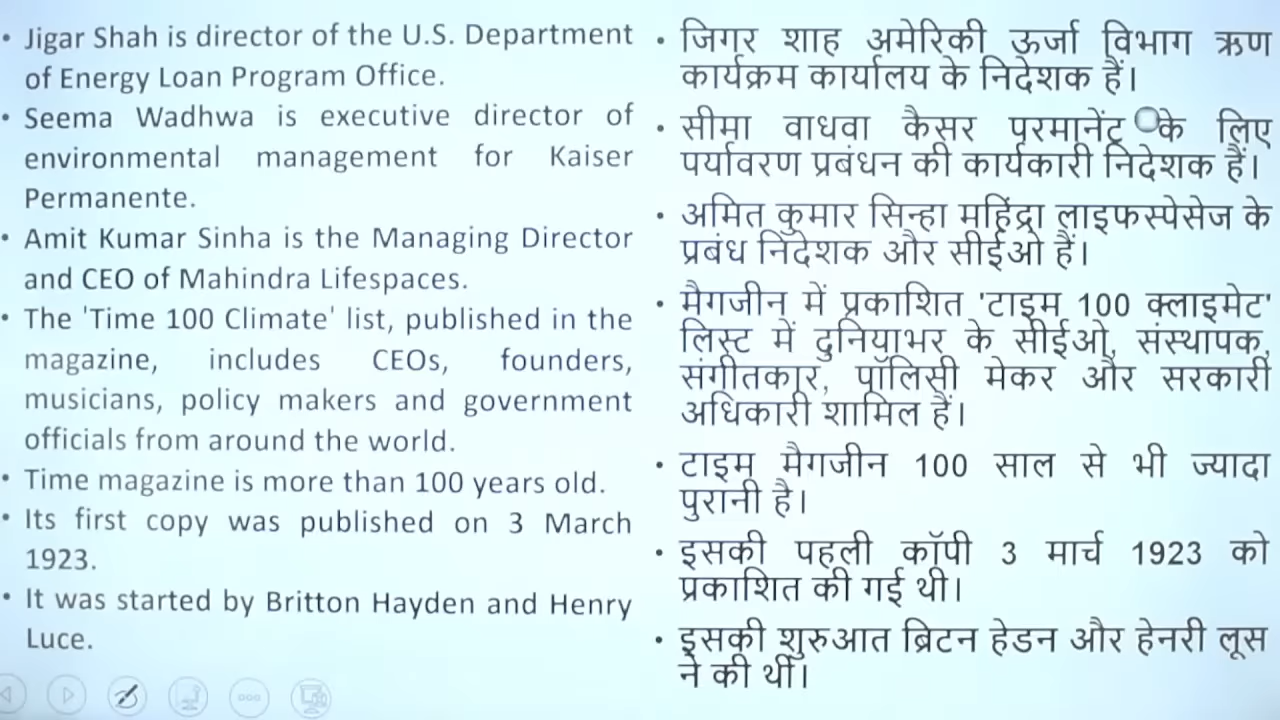 • Jigar Shah is director of the U.S. Department
of Energy Loan Program Office.
• Seema Wadhwa is executive director of
environmental management for Kaiser
Permanente.
• Amit Kumar Sinha is the Managing Director
and CEO of Mahindra Lifespaces.
• The 'Time 100 Climate' list, published in the
magazine, includes CEOs, founders,
musicians, policy makers and government
officials from around the world.
• Time magazine is more than 100 years old.
• Its first copy was published on 3 March
1923.
• It was started by Britton Hayden and Henry
Luce.
• जिगर शाह अमेरिकी ऊर्जा विभाग ऋण
कार्यक्रम कार्यालय के निदेशक हैं।
• सीमा वाधवा कैसर परमानेंट के लिए
पर्यावरण प्रबंधन की कार्यकारी निदेशक हैं।
• अमित कुमार सिन्हा महिंद्रा लाइफस्पेसेज के
प्रबंध निदेशक और सीईओ हैं।
• मैगजीन में प्रकाशित 'टाइम 100 क्लाइमेट'
लिस्ट में दुनियाभर के सीईओ, संस्थापक,
संगीतकार, पॉलिसी मेकर और सरकारी
अधिकारी शामिल हैं।
• टाइम मैगजीन 100 साल से भी ज्यादा
पुरानी है।
• इसकी पहली कॉपी 3 मार्च 1923 को
प्रकाशित की गई थी।
• इसकी शुरुआत ब्रिटन हेडन और हेनरी लूस
ने की थी।